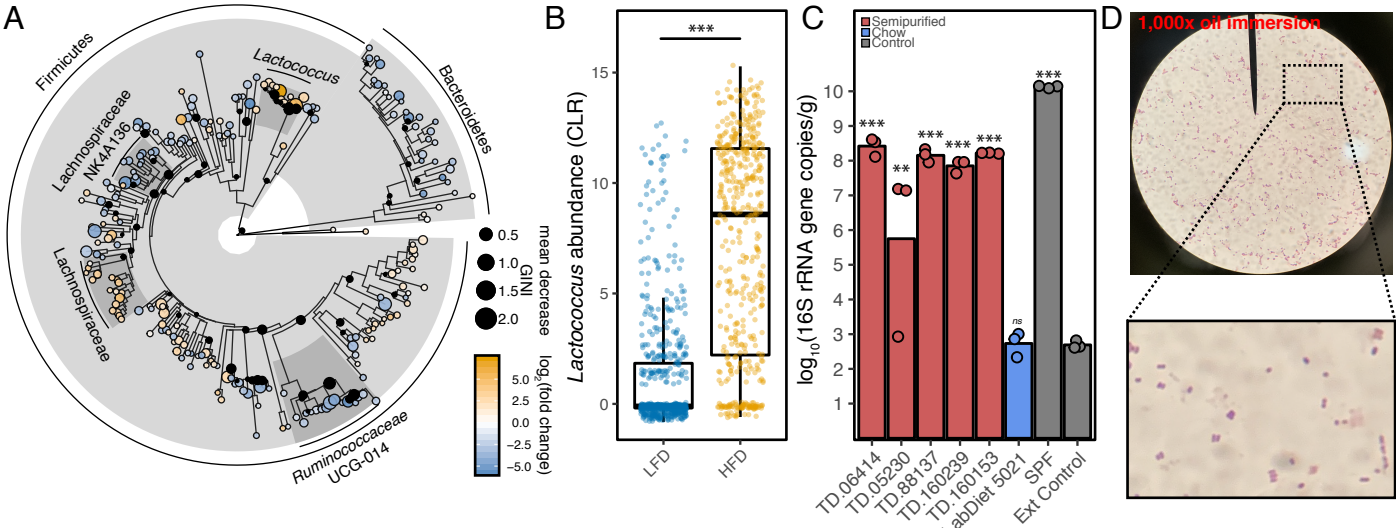 A
Firmicutes
Lachnospiraceae
NK4A136
Lachnospiraceae
Lactococcus
Bacteroidetes
Ruminococcaceae
UCG-014
0.5
1.0
1.5
2.0
mean decrease
GINI
5.0
2.5
0.0
−2.5
−5.0
log2(fold change)
B
***
Lactococcus abundance (CLR)
15
10
5
0
LFD
HFD
C
Semipurified
Chow
Control
log10(16S rRNA gene copies/g)
10
9
8
7
6
5
4
3
2
1
***
**
***
***
***
ns
***
TD.06414
TD.05230
TD.88137
TD.160239
TD.160153
abDiet 5021
SPF
Ext Control
D
1,000x oil immersion